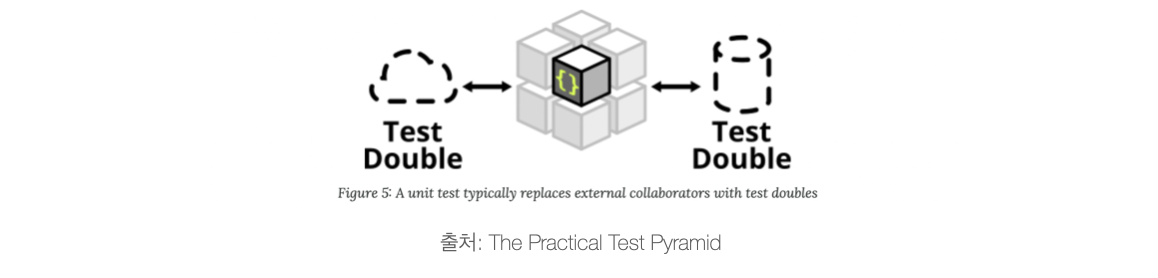 {}
Test
Double
Test
Double
Figure 5: A unit test typically replaces external collaborators with test doubles
출처: The Practical Test Pyramid